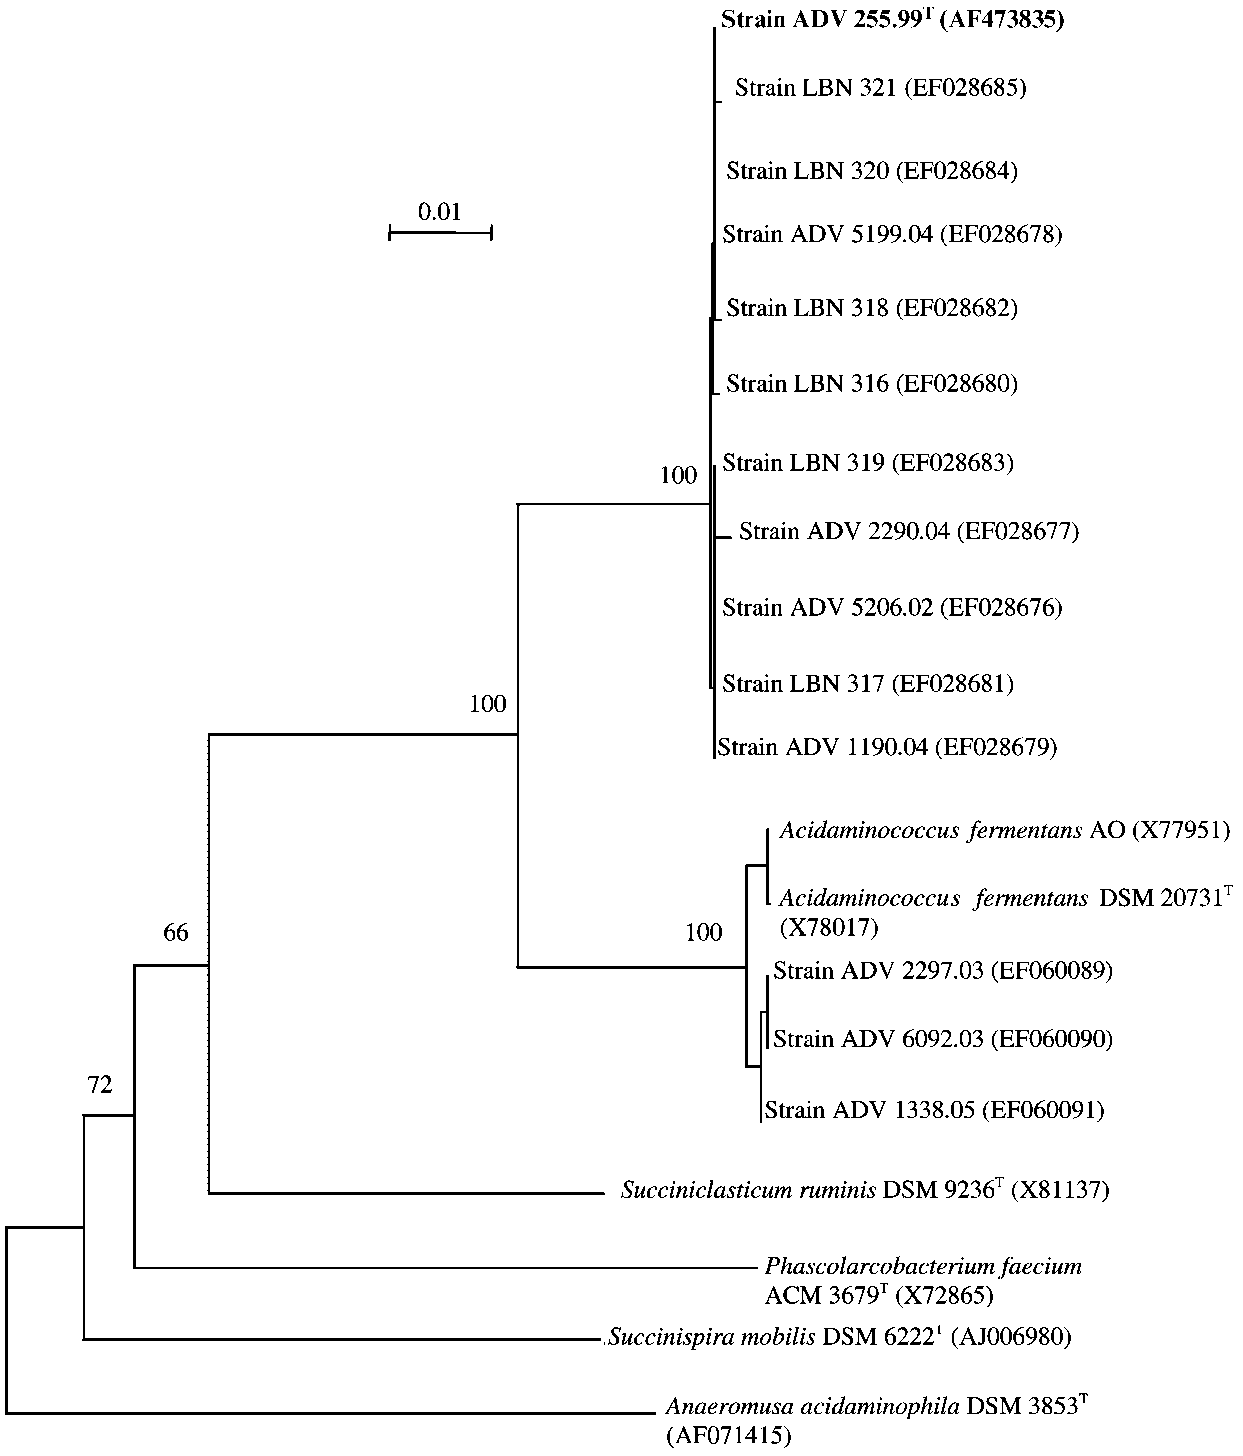 Strain ADV 255.99ᵀ (AF473835)
Strain LBN 321 (EF028685)
Strain LBN 320 (EF028684)
0.01
Strain ADV 5199.04 (EF028678)
Strain LBN 318 (EF028682)
Strain LBN 316 (EF028680)
Strain LBN 319 (EF028683)
100
Strain ADV 2290.04 (EF028677)
Strain ADV 5206.02 (EF028676)
Strain LBN 317 (EF028681)
100
Strain ADV 1190.04 (EF028679)
Acidaminococcus fermentans AO (X77951)
Acidaminococcus fermentans DSM 20731ᵀ
(X78017)
100
66
Strain ADV 2297.03 (EF060089)
Strain ADV 6092.03 (EF060090)
72
Strain ADV 1338.05 (EF060091)
Succiniclasticum ruminis DSM 9236ᵀ (X81137)
Phascolarcobacterium faecium
ACM 3679ᵀ (X72865)
Succinispira mobilis DSM 6222ᵀ (AJ006980)
Anaeromusa acidaminophila DSM 3853ᵀ
(AF071415)